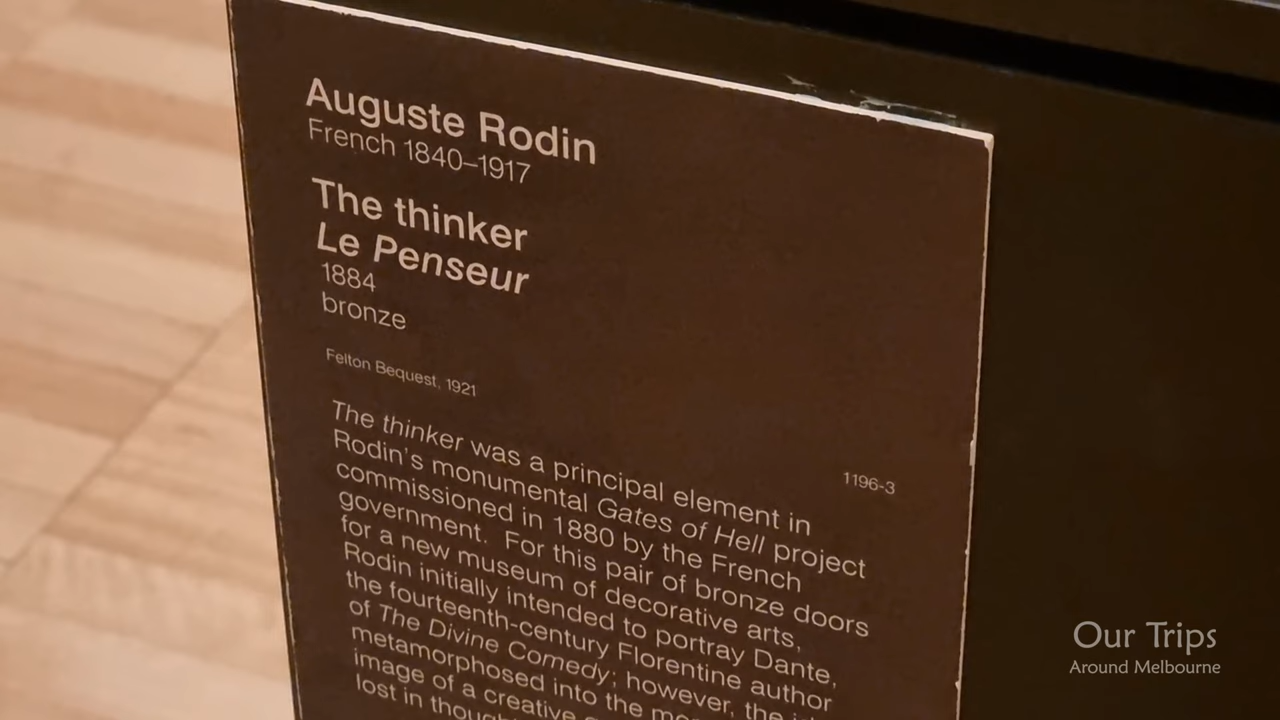 Auguste Rodin
French 1840–1917
The thinker
Le Penseur
1884
bronze
Felton Bequest, 1921
1196-3
The thinker was a principal element in
Rodin's monumental Gates of Hell project
commissioned in 1880 by the French
government. For this pair of bronze doors
for a new museum of decorative arts,
Rodin initially intended to portray Dante,
the fourteenth-century Florentine author
of The Divine Comedy; however, the
metamorphosed into the
image of a creative
lost in
Our Trips
Around Melbourne